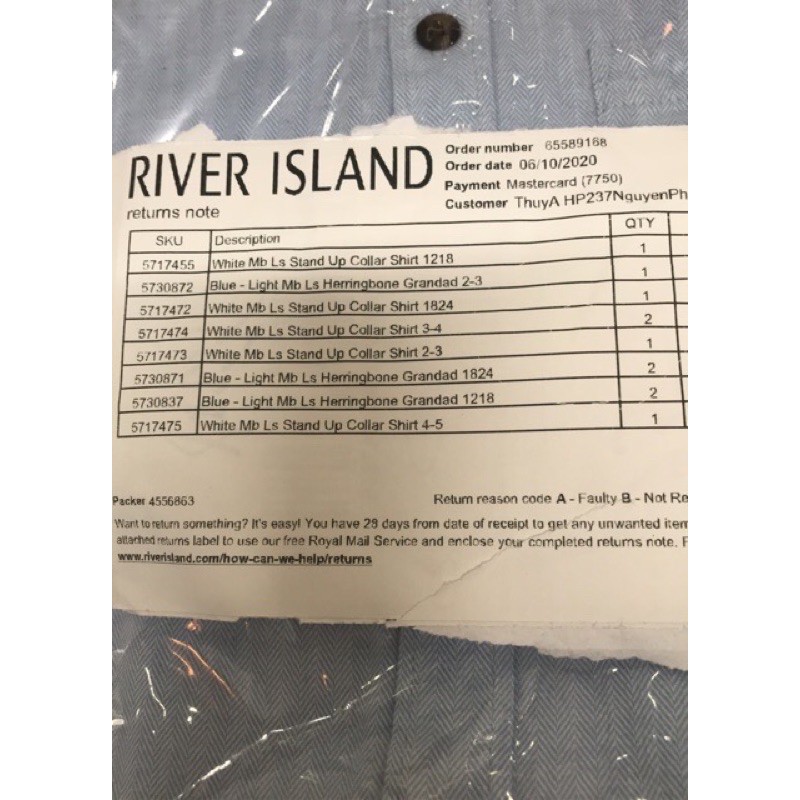 RIVER ISLAND
returns note
Order number 65589168
Order date 06/10/2020
Payment Mastercard (7750)
Customer ThuyA HP237NguyenPh
SKU Description QTY
5717455 White Mb Ls Stand Up Collar Shirt 1218 1
5730872 Blue - Light Mb Ls Herringbone Grandad 2-3 1
5717472 White Mb Ls Stand Up Collar Shirt 1824 1
5717474 White Mb Ls Stand Up Collar Shirt 3-4 2
5717473 White Mb Ls Stand Up Collar Shirt 2-3 1
5730871 Blue - Light Mb Ls Herringbone Grandad 1824 2
5730837 Blue - Light Mb Ls Herringbone Grandad 1218 2
5717475 White Mb Ls Stand Up Collar Shirt 4-5 1
Packer 4556863
Return reason code A - Faulty B - Not Re
Want to return something? It's easy! You have 28 days from date of receipt to get any unwanted item
attached returns label to use our free Royal Mail Service and enclose your completed returns note. F
www.riverisland.com/how-can-we-help/returns